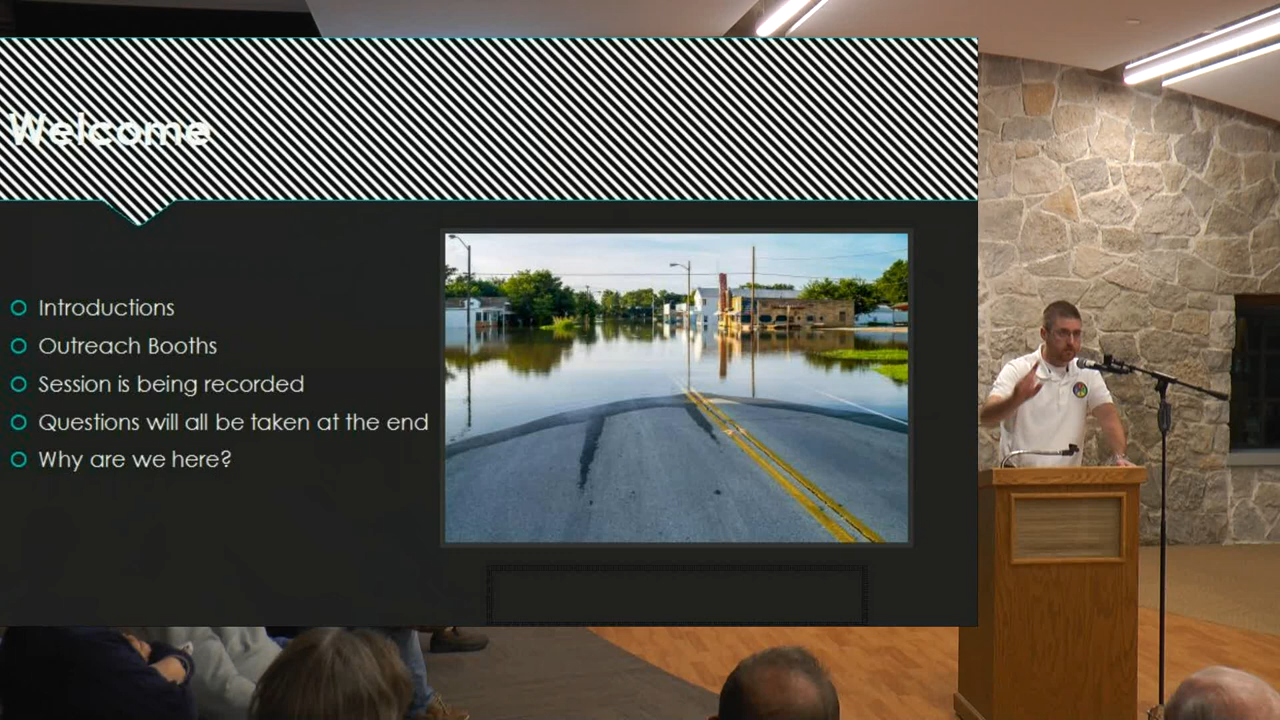 Welcome
Introductions
Outreach Booths
Session is being recorded
Questions will all be taken at the end
Why are we here?